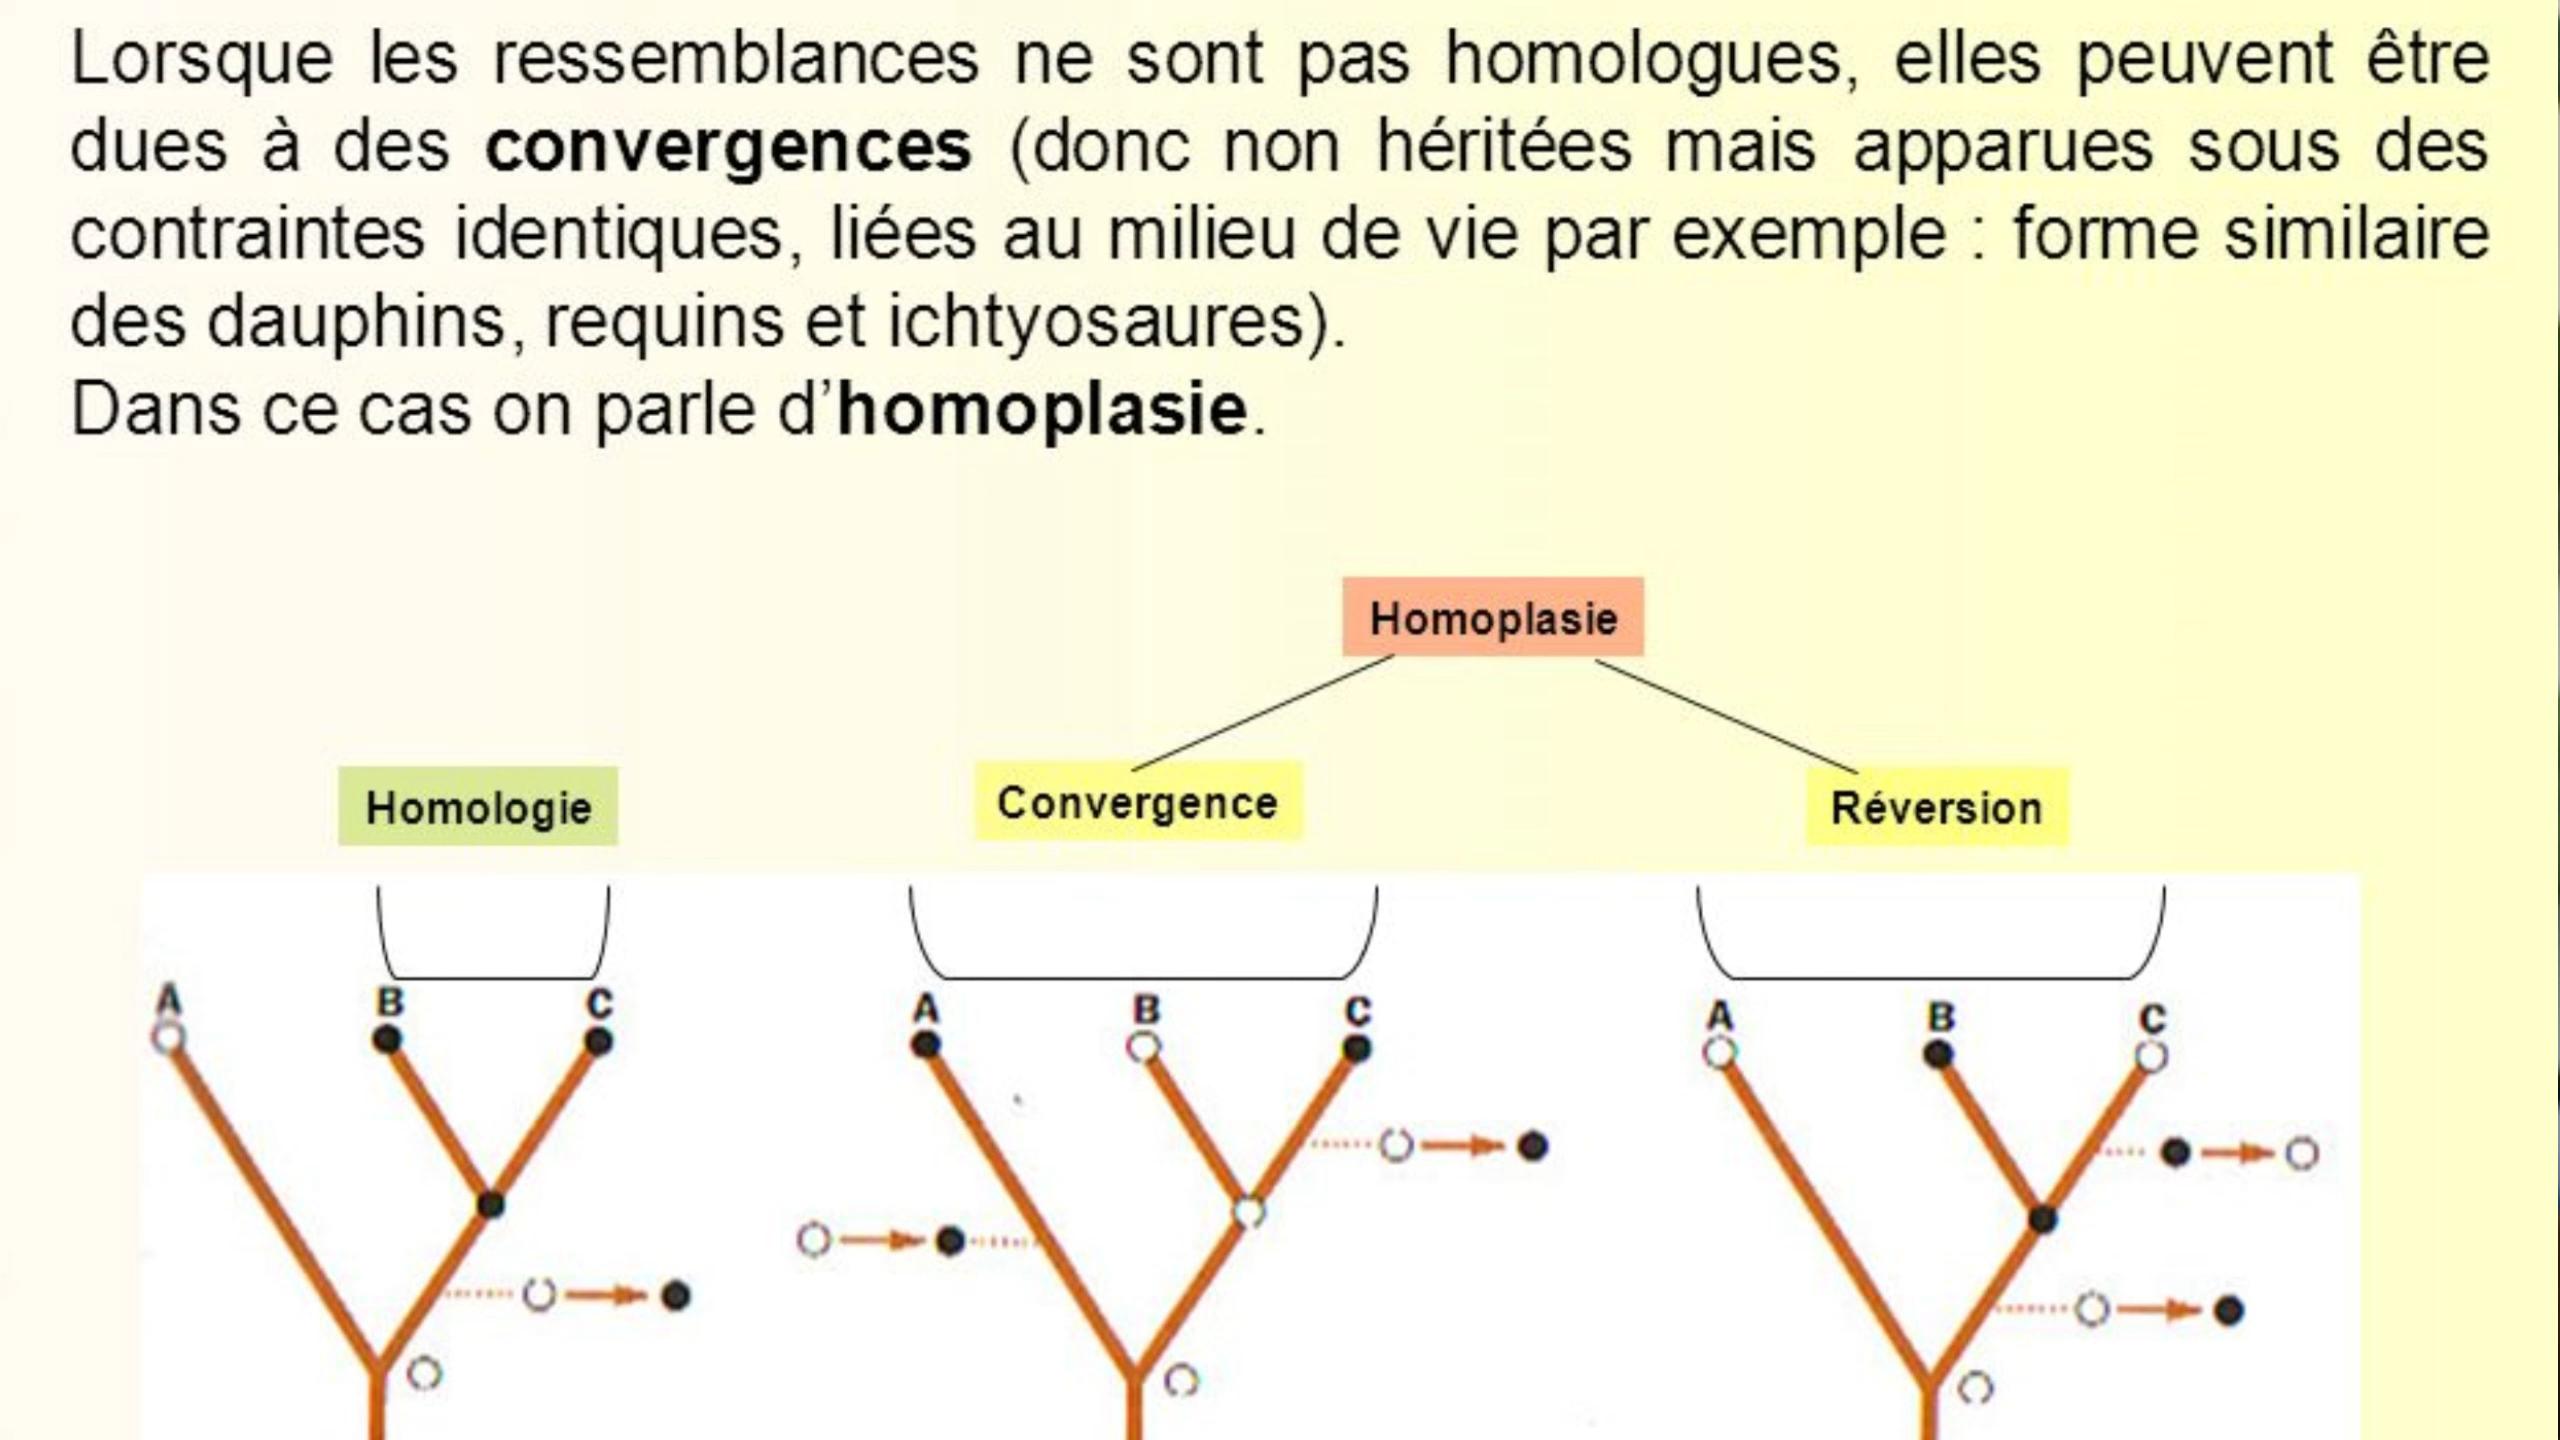 Lorsque les ressemblances ne sont pas homologues, elles peuvent être
dues à des convergences (donc non héritées mais apparues sous des
contraintes identiques, liées au milieu de vie par exemple : forme similaire
des dauphins, requins et ichtyosaures).
Dans ce cas on parle d'homoplasie.
Homoplasie
Homologie
Convergence
Réversion
A B C
A B C
A B C